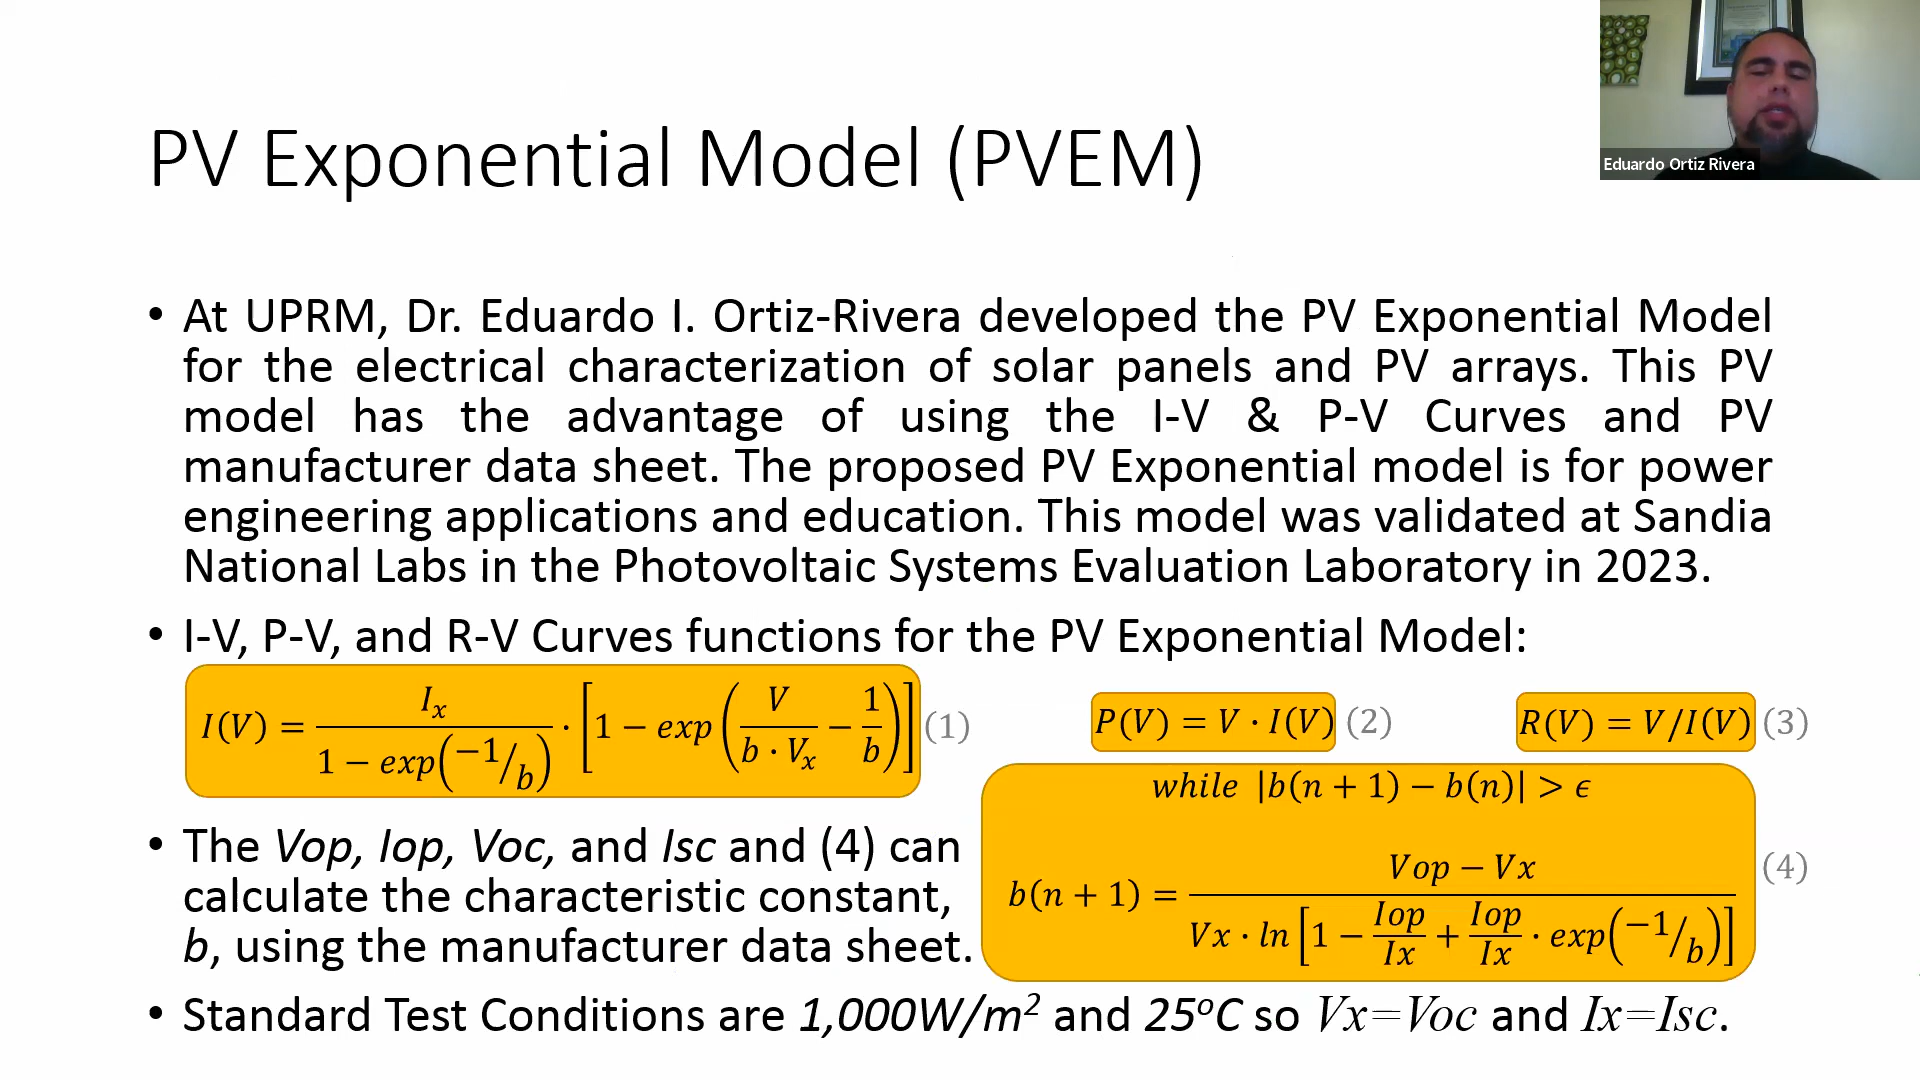 Eduardo Ortiz Rivera
PV Exponential Model (PVEM)
• At UPRM, Dr. Eduardo I. Ortiz-Rivera developed the PV Exponential Model
for the electrical characterization of solar panels and PV arrays. This PV
model has the advantage of using the I-V & P-V Curves and PV
manufacturer data sheet. The proposed PV Exponential model is for power
engineering applications and education. This model was validated at Sandia
National Labs in the Photovoltaic Systems Evaluation Laboratory in 2023.
• I-V, P-V, and R-V Curves functions for the PV Exponential Model:
I(V) = Ix / (1 − exp(−1/b)) · [1 − exp(V / (b · Vx) − 1/b)] (1)
P(V) = V · I(V) (2)
R(V) = V/I(V) (3)
• The Vop, Iop, Voc, and Isc and (4) can
calculate the characteristic constant,
b, using the manufacturer data sheet.
while |b(n + 1) − b(n)| > ϵ
b(n + 1) = (Vop − Vx) / (Vx · ln[1 − Iop/Ix + Iop/Ix · exp(−1/b)]) (4)
• Standard Test Conditions are 1,000W/m² and 25ºC so Vx=Voc and Ix=Isc.